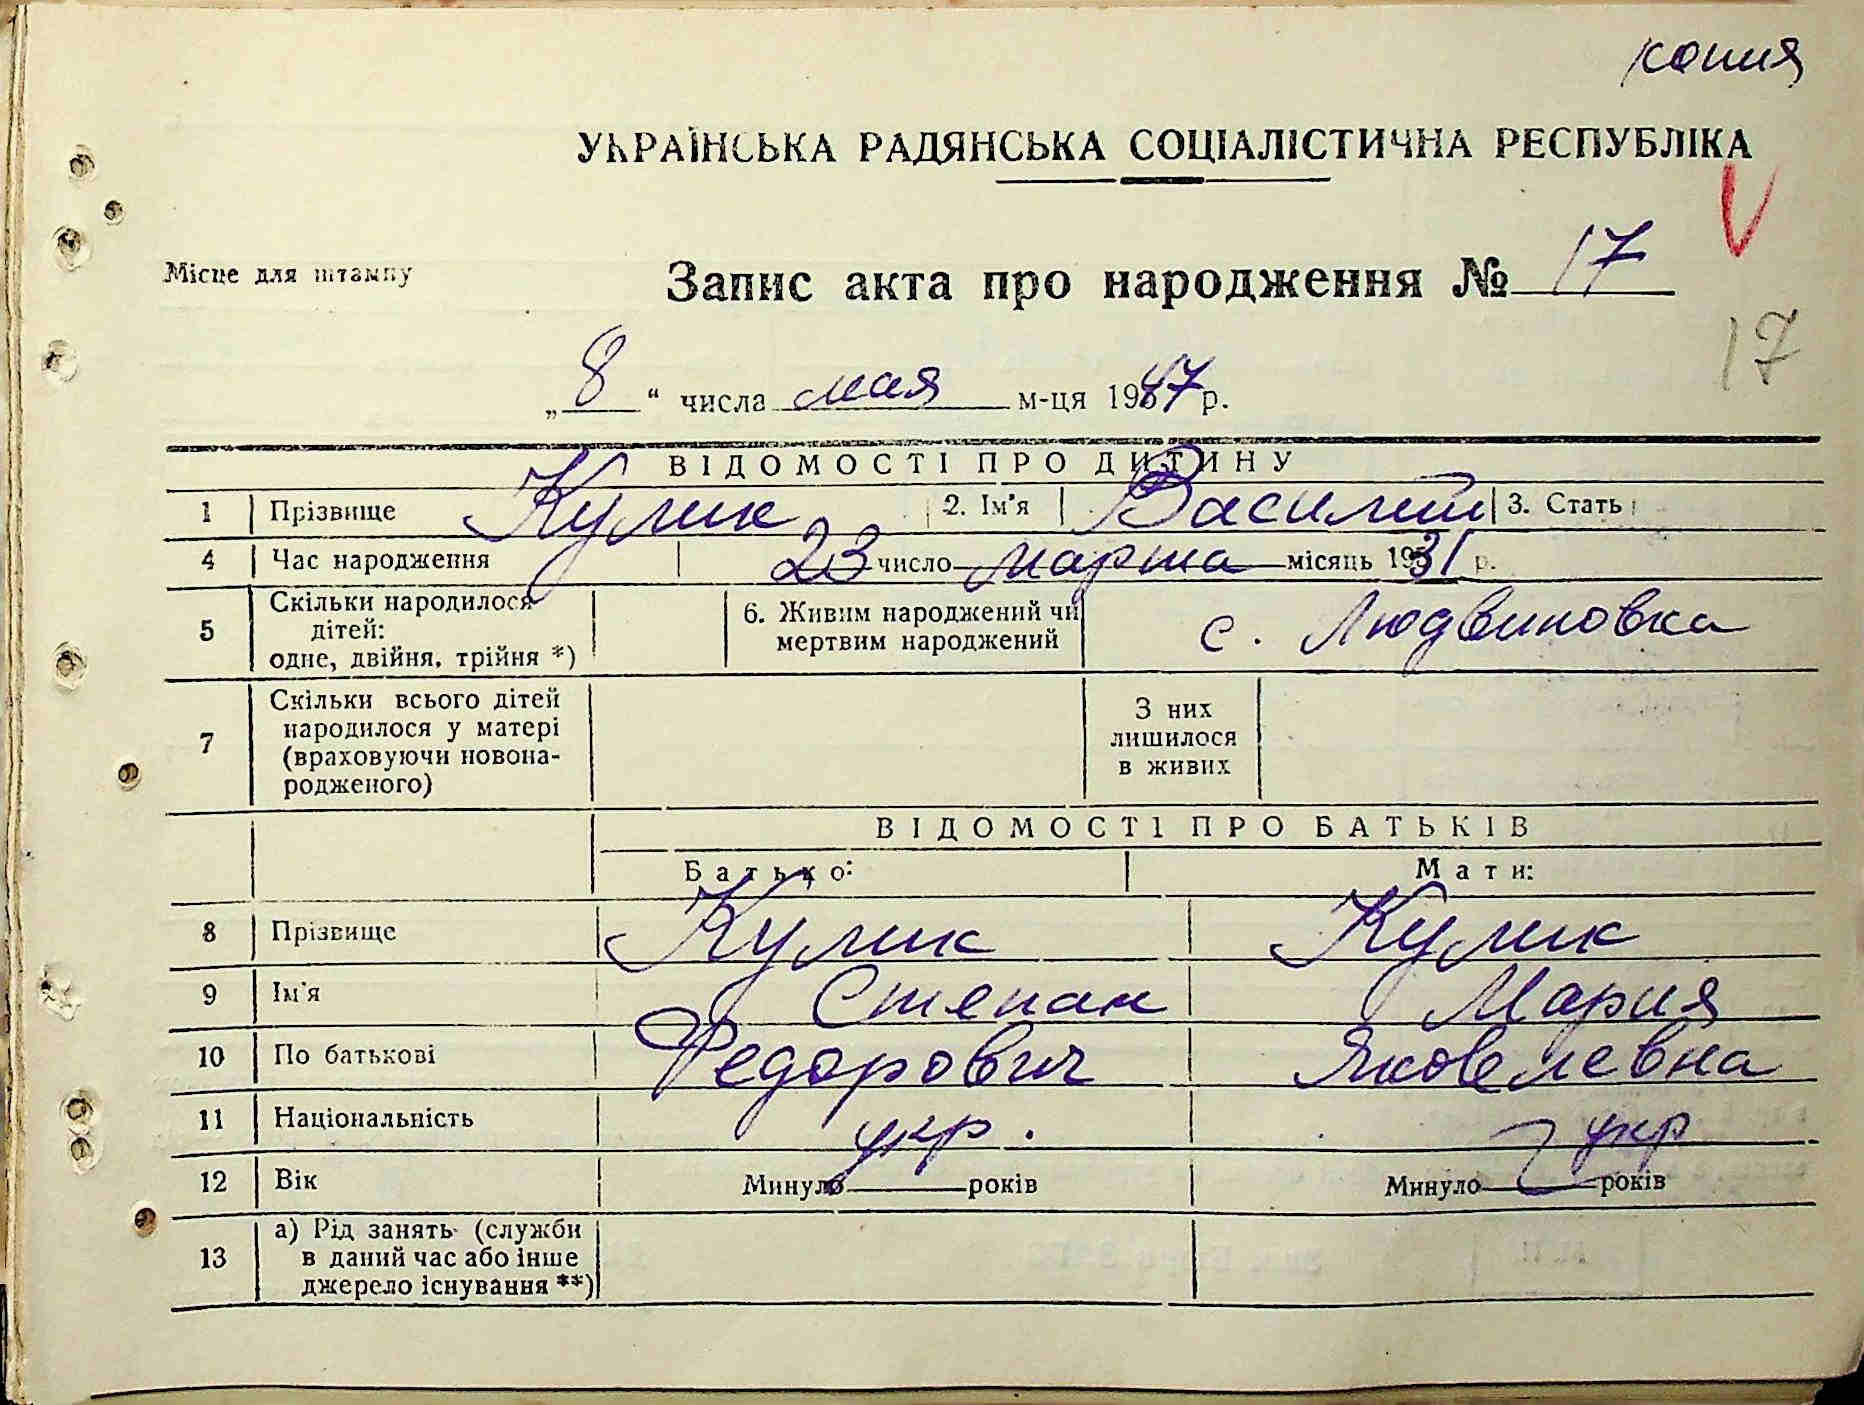 копия
УКРАЇНСЬКА РАДЯНСЬКА СОЦІАЛІСТИЧНА РЕСПУБЛІКА
Місце для штампу
Запис акта про народження № 17
17
„8“ числа мая м-ця 1947 р.
ВІДОМОСТІ ПРО ДИТИНУ
1 Прізвище Кулик 2. Ім'я Василий 3. Стать
4 Час народження 23 число марта місяць 1931 р.
5 Скільки народилося дітей: одне, двійня, трійня *) 6. Живим народжений чи мертвим народжений с. Людвиновка
7 Скільки всього дітей народилося у матері (враховуючи новона-родженого) З них лишилося в живих
ВІДОМОСТІ ПРО БАТЬКІВ
Батько: Мати:
8 Прізвище Кулик Кулик
9 Ім'я Степан Мария
10 По батькові Федорович Яковелевна
11 Національність укр. укр
12 Вік Минуло років Минуло років
13 а) Рід занять (служби в даний час або інше джерело існування **)